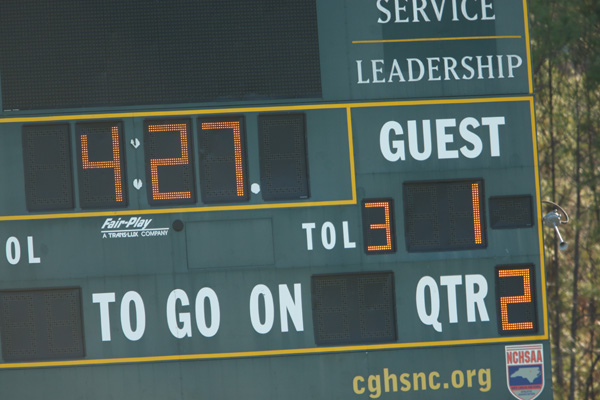 SERVICE
LEADERSHIP
4:27.
GUEST
Fair-Play
A TRANS-LUX COMPANY
OL TOL 3 1
TO GO ON QTR 2
cghsnc.org
NCHSAA